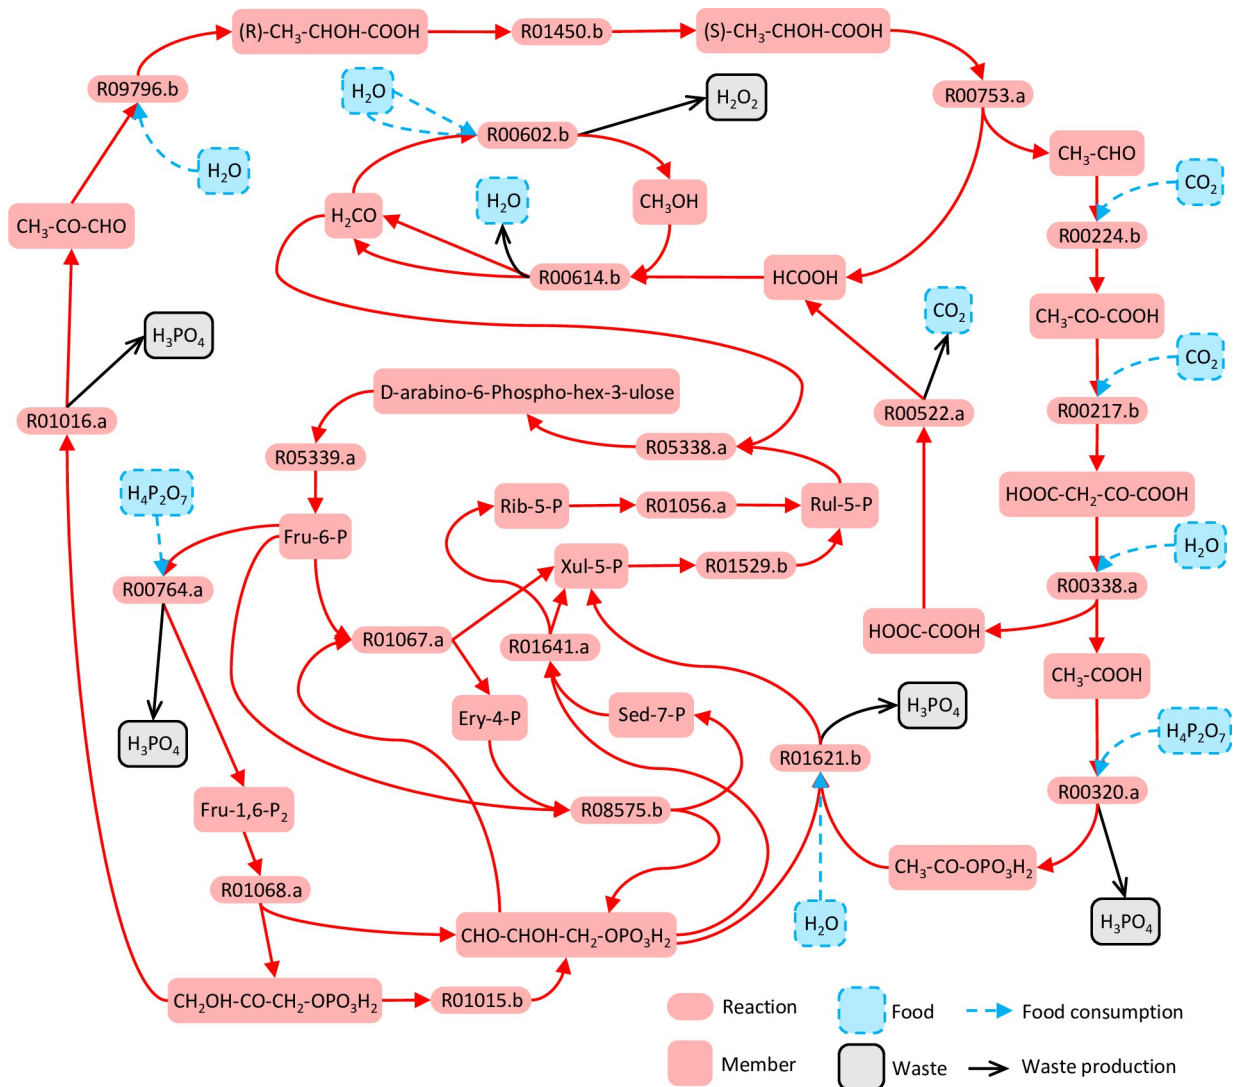 (R)-CH₃-CHOH-COOH
R01450.b
(S)-CH₃-CHOH-COOH
R09796.b
H₂O
H₂O₂
R00753.a
R00602.b
CH₃-CHO
H₂O
CO₂
H₂O
CH₃OH
H₂CO
CH₃-CO-CHO
R00224.b
R00614.b
HCOOH
CO₂
CH₃-CO-COOH
H₃PO₄
CO₂
D-arabino-6-Phospho-hex-3-ulose
R00522.a
R00217.b
R01016.a
R05338.a
R05339.a
H₄P₂O₇
HOOC-CH₂-CO-COOH
Rib-5-P
R01056.a
Rul-5-P
Fru-6-P
H₂O
Xul-5-P
R01529.b
R00338.a
R00764.a
HOOC-COOH
R01067.a
R01641.a
CH₃-COOH
H₃PO₄
Ery-4-P
Sed-7-P
H₃PO₄
H₄P₂O₇
R01621.b
R00320.a
Fru-1,6-P₂
R08575.b
CH₃-CO-OPO₃H₂
R01068.a
H₂O
H₃PO₄
CHO-CHOH-CH₂-OPO₃H₂
CH₂OH-CO-CH₂-OPO₃H₂
R01015.b
Reaction
Food
Food consumption
Member
Waste
Waste production